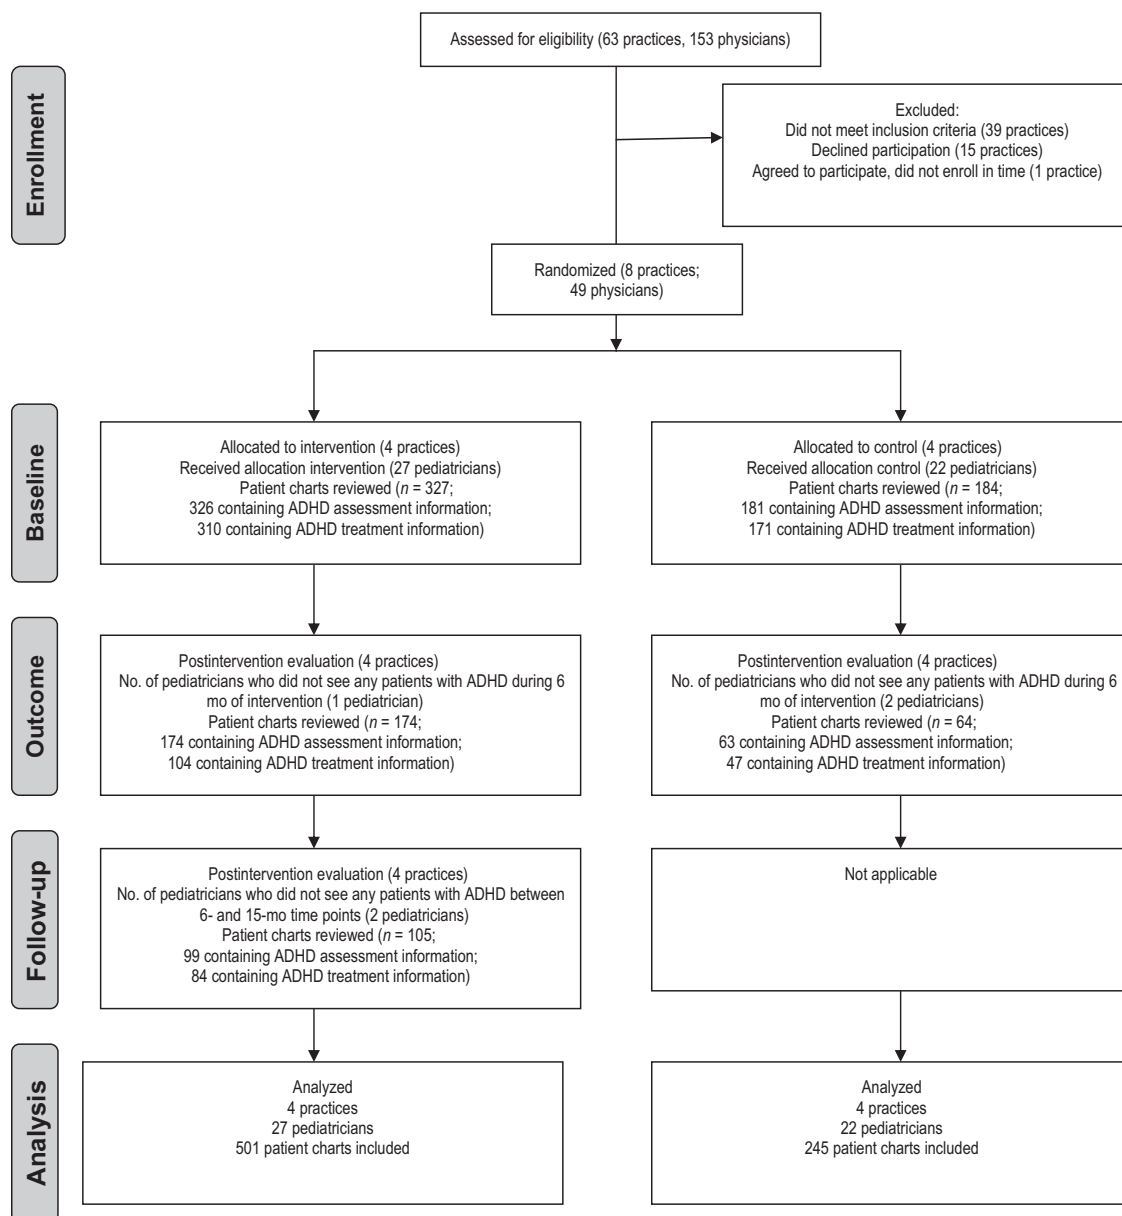 Assessed for eligibility (63 practices, 153 physicians)
Enrollment
Excluded:
Did not meet inclusion criteria (39 practices)
Declined participation (15 practices)
Agreed to participate, did not enroll in time (1 practice)
Randomized (8 practices;
49 physicians)
Baseline
Allocated to intervention (4 practices)
Received allocation intervention (27 pediatricians)
Patient charts reviewed (n = 327;
326 containing ADHD assessment information;
310 containing ADHD treatment information)
Allocated to control (4 practices)
Received allocation control (22 pediatricians)
Patient charts reviewed (n = 184;
181 containing ADHD assessment information;
171 containing ADHD treatment information)
Outcome
Postintervention evaluation (4 practices)
No. of pediatricians who did not see any patients with ADHD during 6
mo of intervention (1 pediatrician)
Patient charts reviewed (n = 174;
174 containing ADHD assessment information;
104 containing ADHD treatment information)
Postintervention evaluation (4 practices)
No. of pediatricians who did not see any patients with ADHD during 6
mo of intervention (2 pediatricians)
Patient charts reviewed (n = 64;
63 containing ADHD assessment information;
47 containing ADHD treatment information)
Follow-up
Postintervention evaluation (4 practices)
No. of pediatricians who did not see any patients with ADHD between
6- and 15-mo time points (2 pediatricians)
Patient charts reviewed (n = 105;
99 containing ADHD assessment information;
84 containing ADHD treatment information)
Not applicable
Analysis
Analyzed
4 practices
27 pediatricians
501 patient charts included
Analyzed
4 practices
22 pediatricians
245 patient charts included